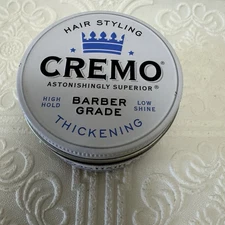 HAIR STYLING
CREMO®
ASTONISHINGLY SUPERIOR®
HIGH HOLD
BARBER GRADE
LOW SHINE
THICKENING